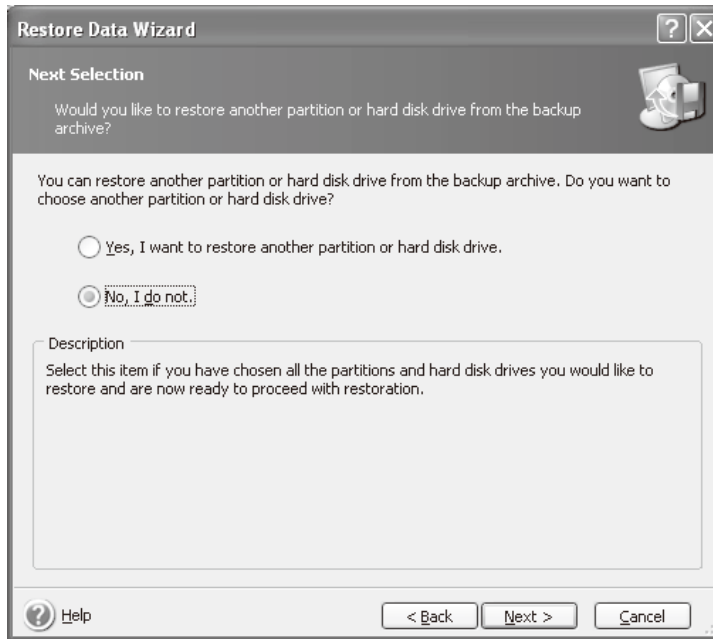 Restore Data Wizard
Next Selection
Would you like to restore another partition or hard disk drive from the backup
archive?
You can restore another partition or hard disk drive from the backup archive. Do you want to
choose another partition or hard disk drive?
Yes, I want to restore another partition or hard disk drive.
No, I do not.
Description
Select this item if you have chosen all the partitions and hard disk drives you would like to
restore and are now ready to proceed with restoration.
Help
< Back
Next >
Cancel